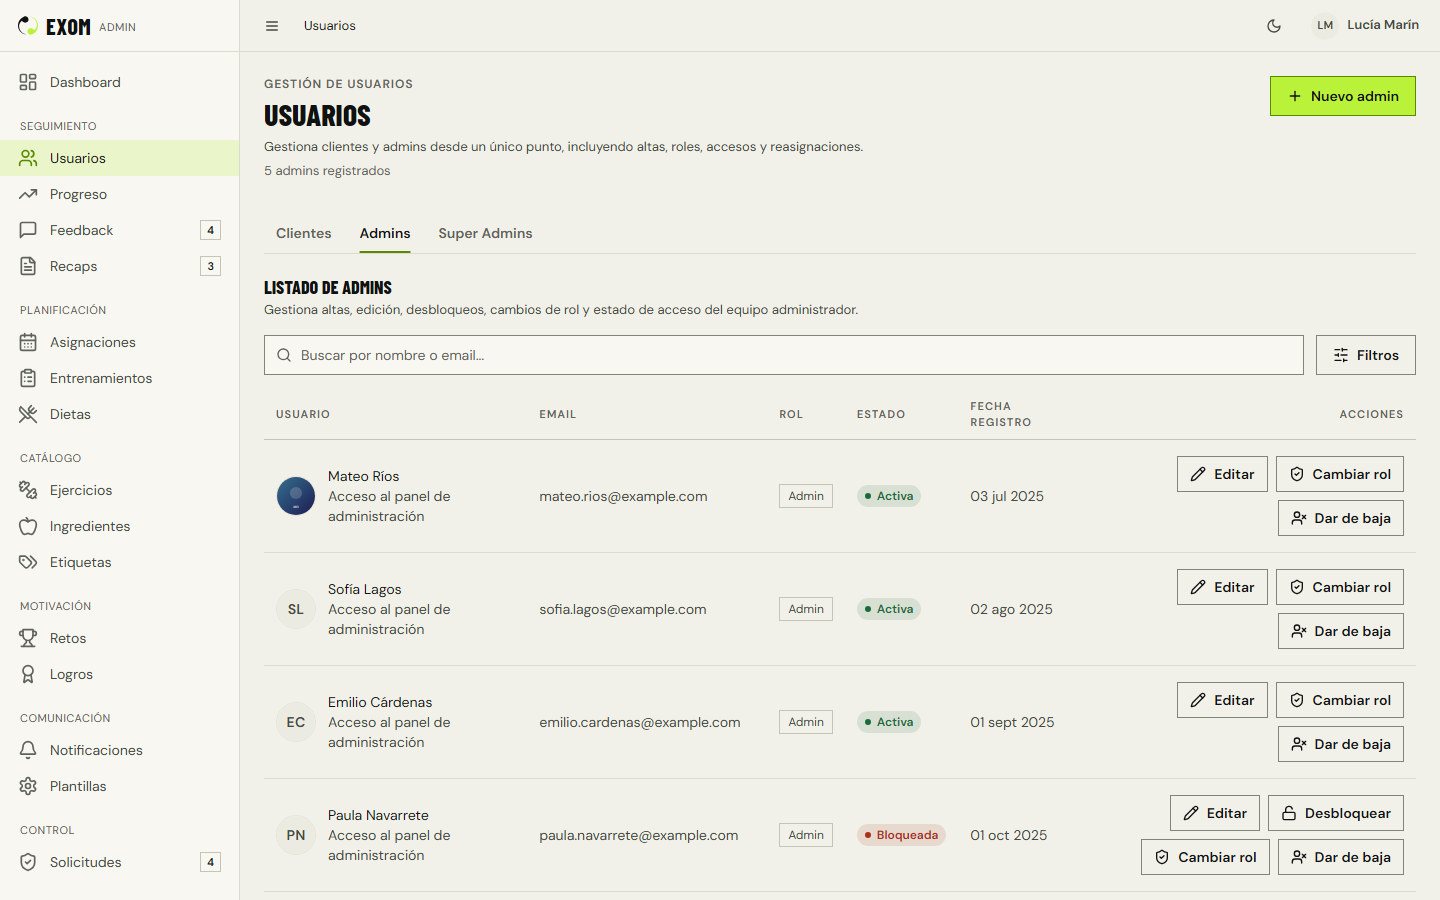 EXOM ADMIN
Usuarios
LM Lucía Marín
Dashboard
SEGUIMIENTO
Usuarios
Progreso
Feedback 4
Recaps 3
PLANIFICACIÓN
Asignaciones
Entrenamientos
Dietas
CATÁLOGO
Ejercicios
Ingredientes
Etiquetas
MOTIVACIÓN
Retos
Logros
COMUNICACIÓN
Notificaciones
Plantillas
CONTROL
Solicitudes 4
GESTIÓN DE USUARIOS
USUARIOS
Gestiona clientes y admins desde un único punto, incluyendo altas, roles, accesos y reasignaciones.
5 admins registrados
Nuevo admin
Clientes Admins Super Admins
LISTADO DE ADMINS
Gestiona altas, edición, desbloqueos, cambios de rol y estado de acceso del equipo administrador.
Buscar por nombre o email...
Filtros
USUARIO EMAIL ROL ESTADO FECHA REGISTRO ACCIONES
Mateo Ríos
Acceso al panel de
administración
mateo.rios@example.com Admin Activa 03 jul 2025
Editar Cambiar rol
Dar de baja
SL
Sofía Lagos
Acceso al panel de
administración
sofia.lagos@example.com Admin Activa 02 ago 2025
Editar Cambiar rol
Dar de baja
EC
Emilio Cárdenas
Acceso al panel de
administración
emilio.cardenas@example.com Admin Activa 01 sept 2025
Editar Cambiar rol
Dar de baja
PN
Paula Navarrete
Acceso al panel de
administración
paula.navarrete@example.com Admin Bloqueada 01 oct 2025
Editar Desbloquear
Cambiar rol Dar de baja